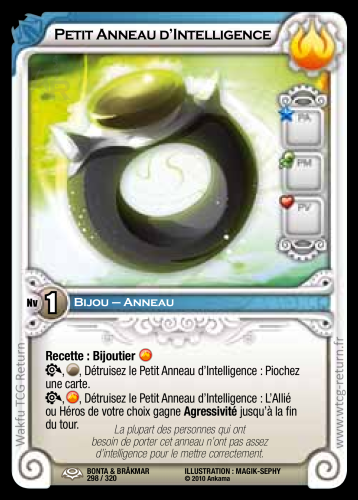 PETIT ANNEAU D'INTELLIGENCE
PA
PM
PV
Nv 1 BIJOU – ANNEAU
Recette : Bijoutier
, , Détruisez le Petit Anneau d'Intelligence : Piochez
une carte.
, , Détruisez le Petit Anneau d'Intelligence : L'Allié
ou Héros de votre choix gagne Agressivité jusqu'à la fin
du tour.
La plupart des personnes qui ont
besoin de porter cet anneau n'ont pas assez
d'intelligence pour le mettre correctement.
BONTA & BRÂKMAR
298 / 320
ILLUSTRATION : MAGIK-SEPHY
© 2010 Ankama
Wakfu TCG Return
www.wtcg-return.fr